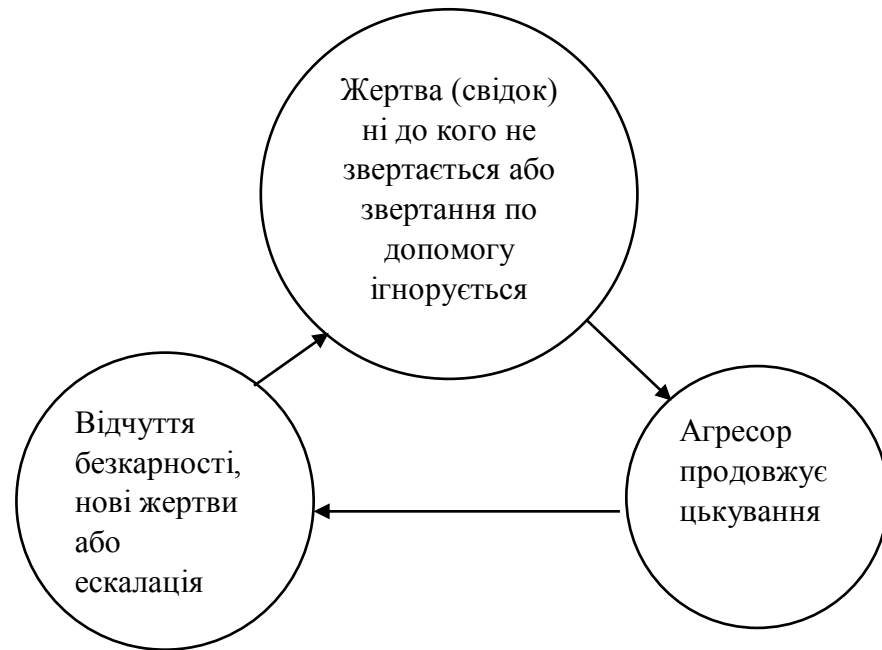 Жертва (свідок)
ні до кого не
звертається або
звертання по
допомогу
ігнорується
Відчуття
безкарності,
нові жертви
або
ескалація
Агресор
продовжує
цькування